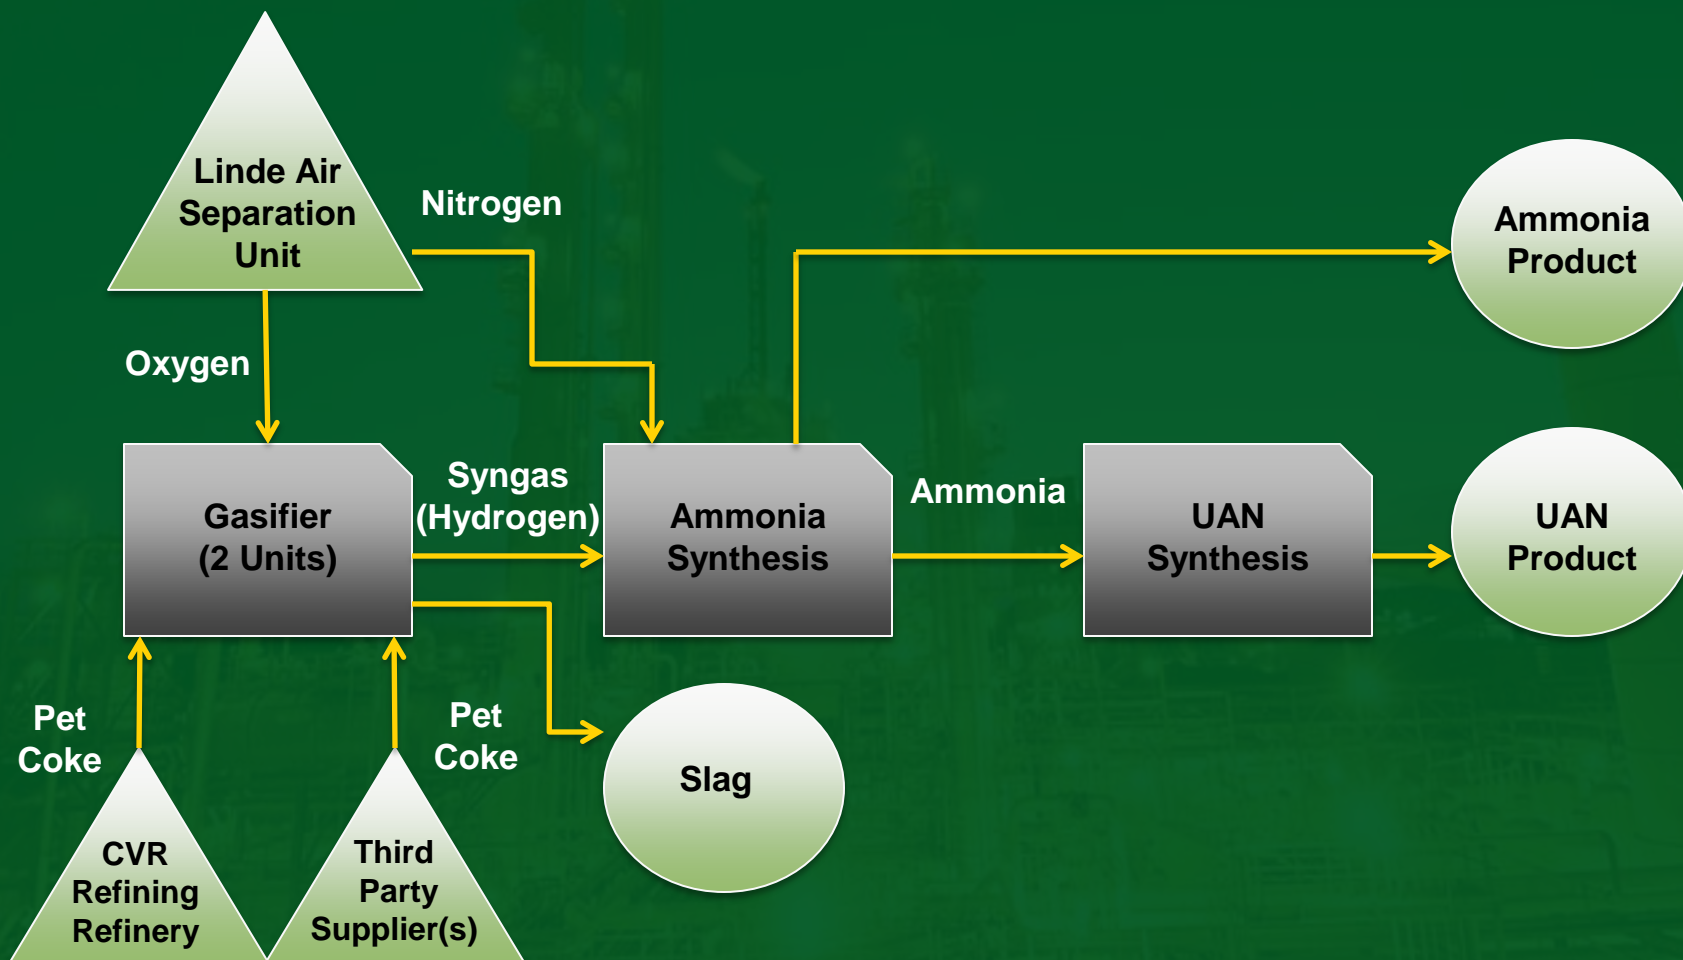 Linde Air
Separation
Unit
Nitrogen
Ammonia
Product
Oxygen
Gasifier
(2 Units)
Syngas
(Hydrogen)
Ammonia
Synthesis
Ammonia
UAN
Synthesis
UAN
Product
Pet
Coke
Pet
Coke
Slag
CVR
Refining
Refinery
Third
Party
Supplier(s)